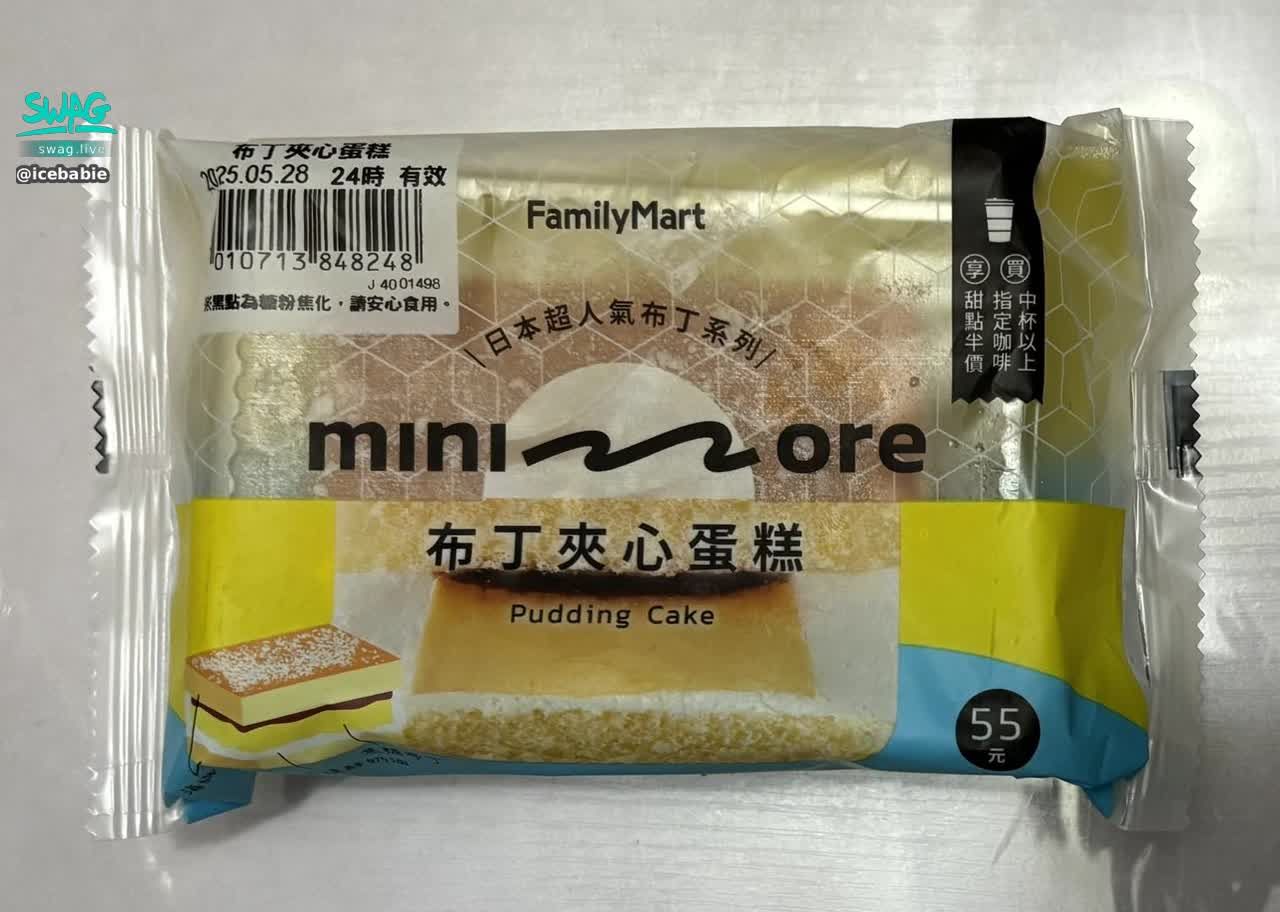 SWAG
swag.live
@icebabie
布丁夾心蛋糕
2025.05.28 24時 有效
010713 848248
J 4001498
黑點為糖粉焦化，請安心食用。
FamilyMart
享 買
中杯以上
指定咖啡
甜點半價
\日本超人氣布丁系列/
mini more
布丁夾心蛋糕
Pudding Cake
55
元